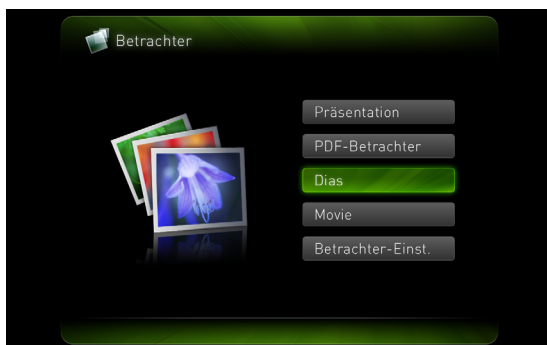 Betrachter
Präsentation
PDF-Betrachter
Dias
Movie
Betrachter-Einst.